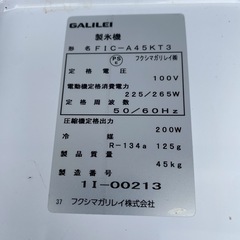 GALILEI
製氷機
形名 FIC-A45KT3
PSE フクシマガリレイ㈱
定格電圧
100V
電動機定格消費電力
225/265W
定格周波数
50/60Hz
圧縮機定格出力
200W
冷媒
R-134a 125g
製品質量
45kg
製造番号
1I-00213
37 フクシマガリレイ株式会社